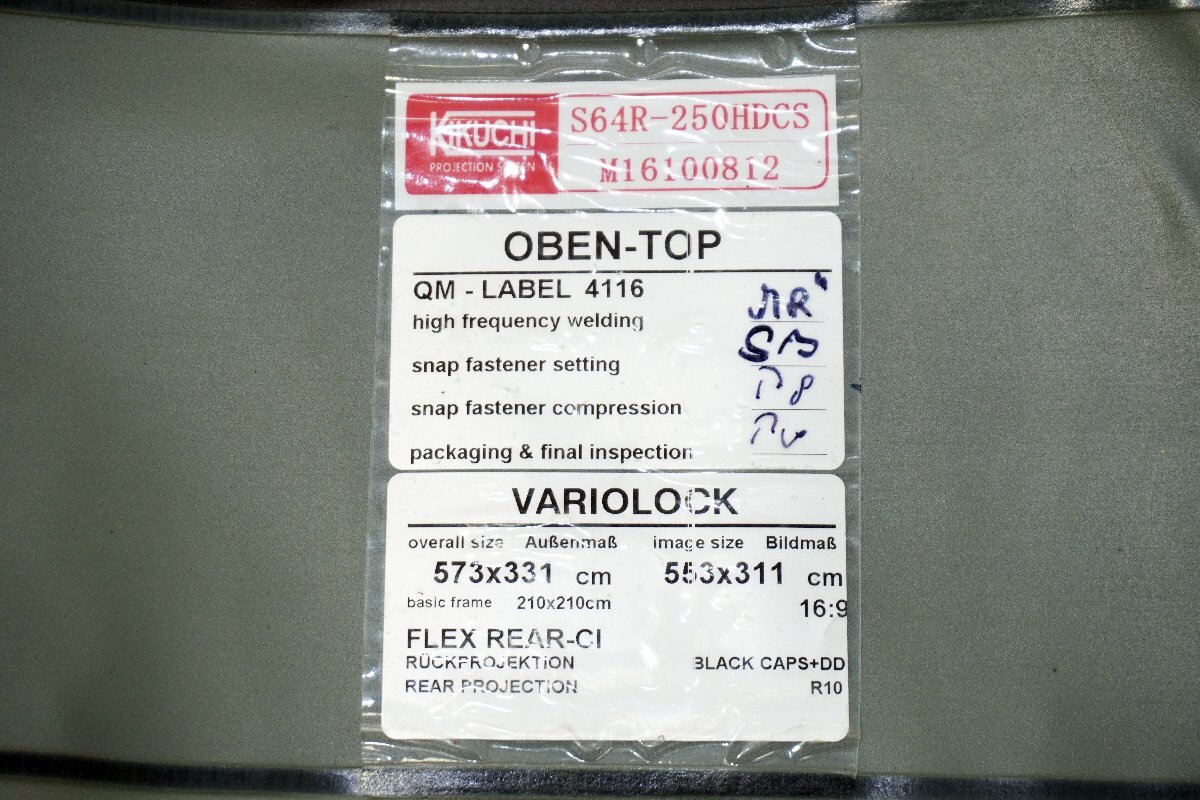 KIKUCHI
PROJECTION SYSTEM
S64R-250HDCS
M16100812
OBEN-TOP
QM - LABEL 4116
high frequency welding
snap fastener setting
snap fastener compression
packaging & final inspection
VARIOLOCK
overall size Außenmaß image size Bildmaß
573x331 cm 553x311 cm
basic frame 210x210cm 16:9
FLEX REAR-CI
RÜCKPROJEKTION BLACK CAPS+DD
REAR PROJECTION R10